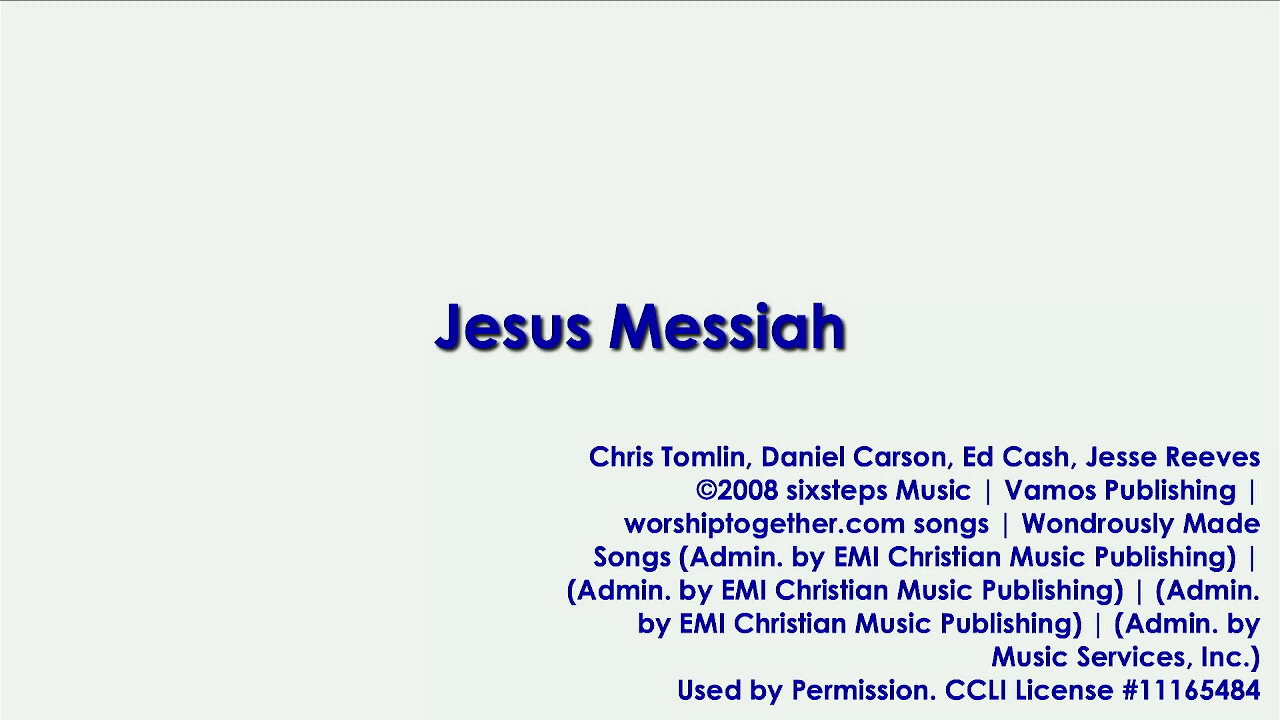 Jesus Messiah
Chris Tomlin, Daniel Carson, Ed Cash, Jesse Reeves
©2008 sixsteps Music | Vamos Publishing |
worshiptogether.com songs | Wondrously Made
Songs (Admin. by EMI Christian Music Publishing) |
(Admin. by EMI Christian Music Publishing) | (Admin.
by EMI Christian Music Publishing) | (Admin. by
Music Services, Inc.)
Used by Permission. CCLI License #11165484